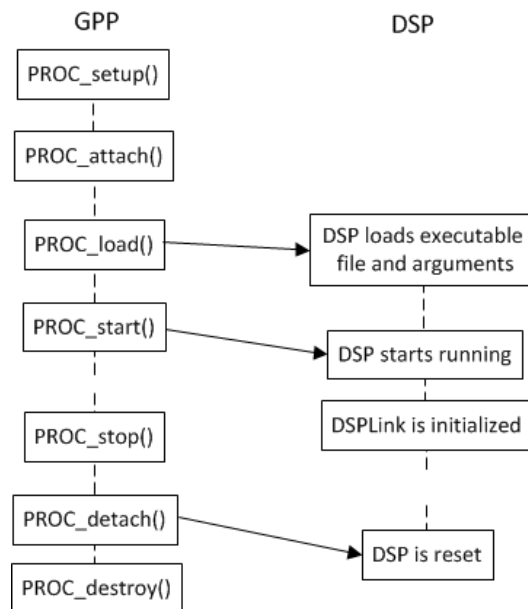 GPP
DSP
PROC_setup()
PROC_attach()
PROC_load()
DSP loads executable
file and arguments
PROC_start()
DSP starts running
DSPLink is initialized
PROC_stop()
PROC_detach()
DSP is reset
PROC_destroy()